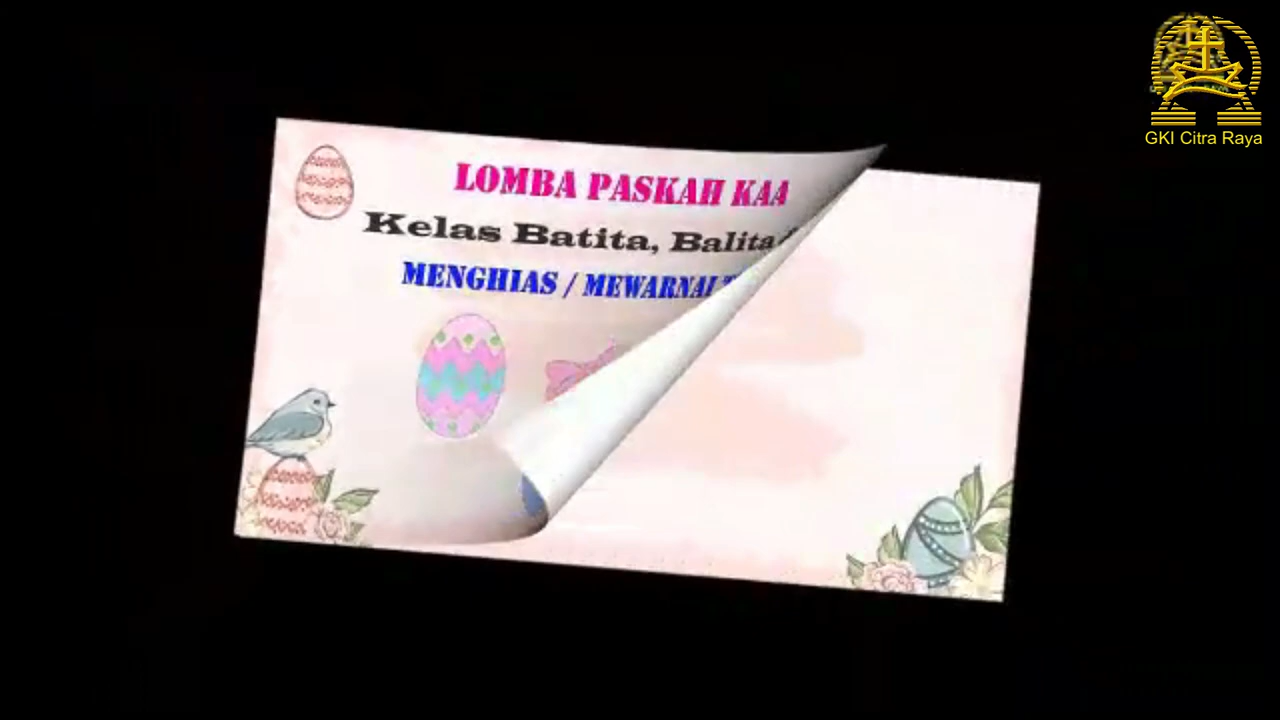 GKI Citra Raya
LOMBA PASKAH KAA
Kelas Batita, Balita
MENGHIAS / MEWARNAI